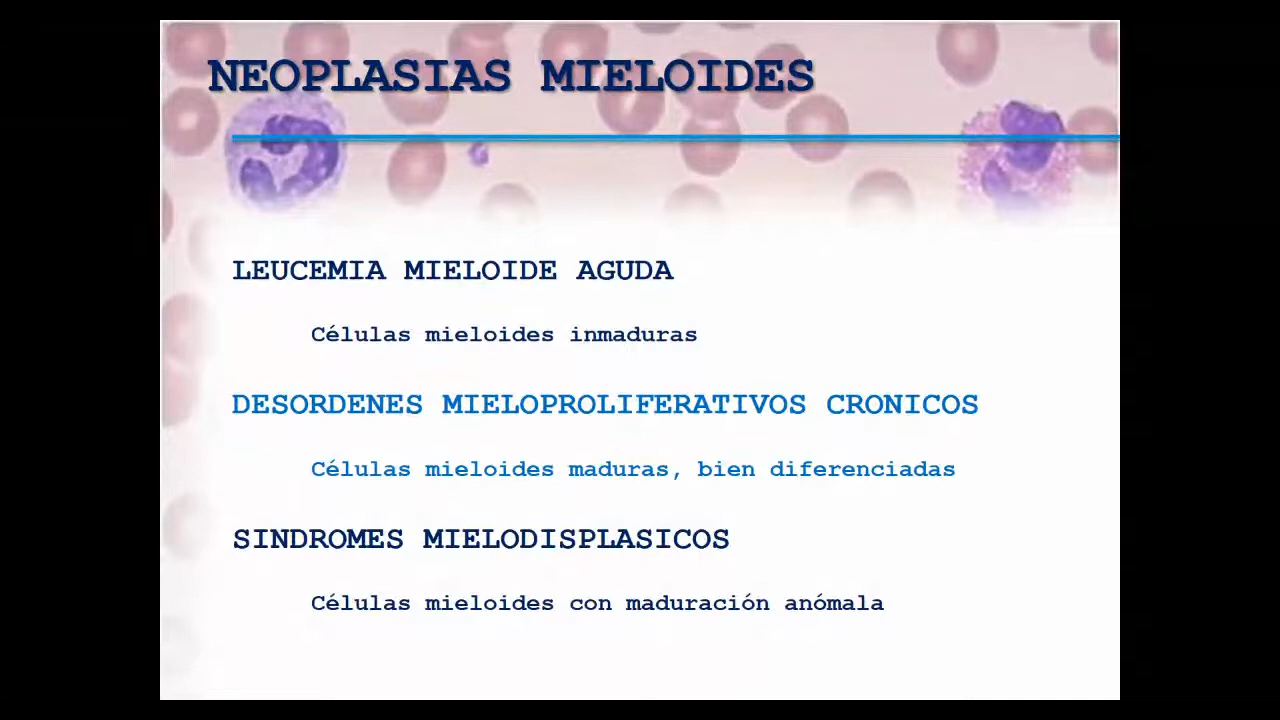 NEOPLASIAS MIELOIDES
LEUCEMIA MIELOIDE AGUDA
Células mieloides inmaduras
DESORDENES MIELOPROLIFERATIVOS CRONICOS
Células mieloides maduras, bien diferenciadas
SINDROMES MIELODISPLASICOS
Células mieloides con maduración anómala